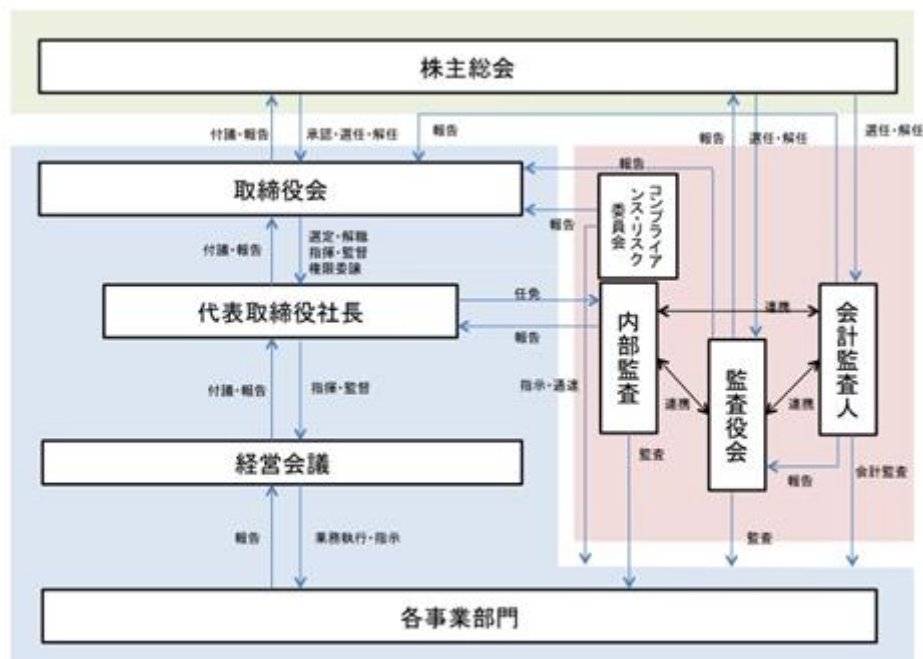 株主総会
付議・報告
承認・選任・解任
報告
報告
選任・解任
選任・解任
取締役会
報告
コンプライア
ンス・リスク
委員会
報告
付議・報告
選定・解職
指揮・監督
権限委譲
代表取締役社長
任免
報告
内部監査
連携
会計監査人
付議・報告
指揮・監督
指示・通達
連携
監査役会
連携
経営会議
監査
報告
会計監査
報告
業務執行・指示
監査
各事業部門